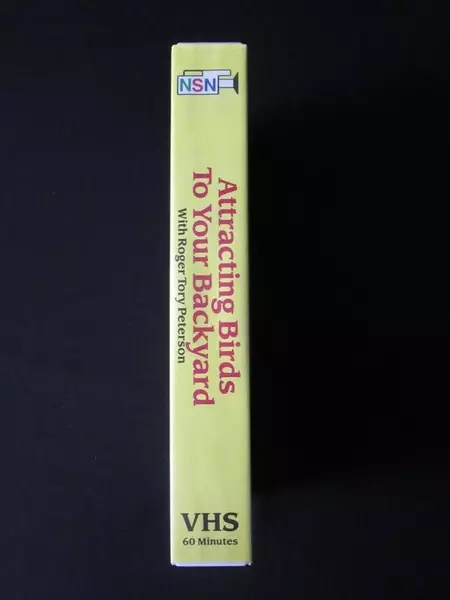 NSN
Attracting Birds
To Your Backyard
With Roger Tory Peterson
VHS
60 Minutes